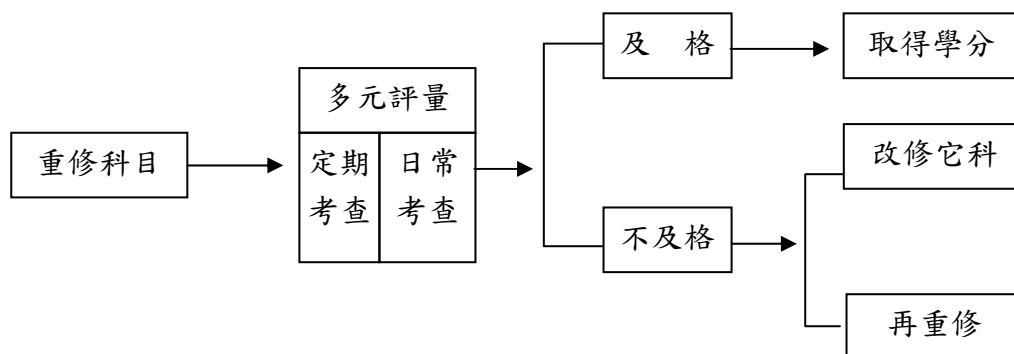 重修科目
多元評量
定期
考查
日常
考查
及　格
取得學分
不及格
改修它科
再重修